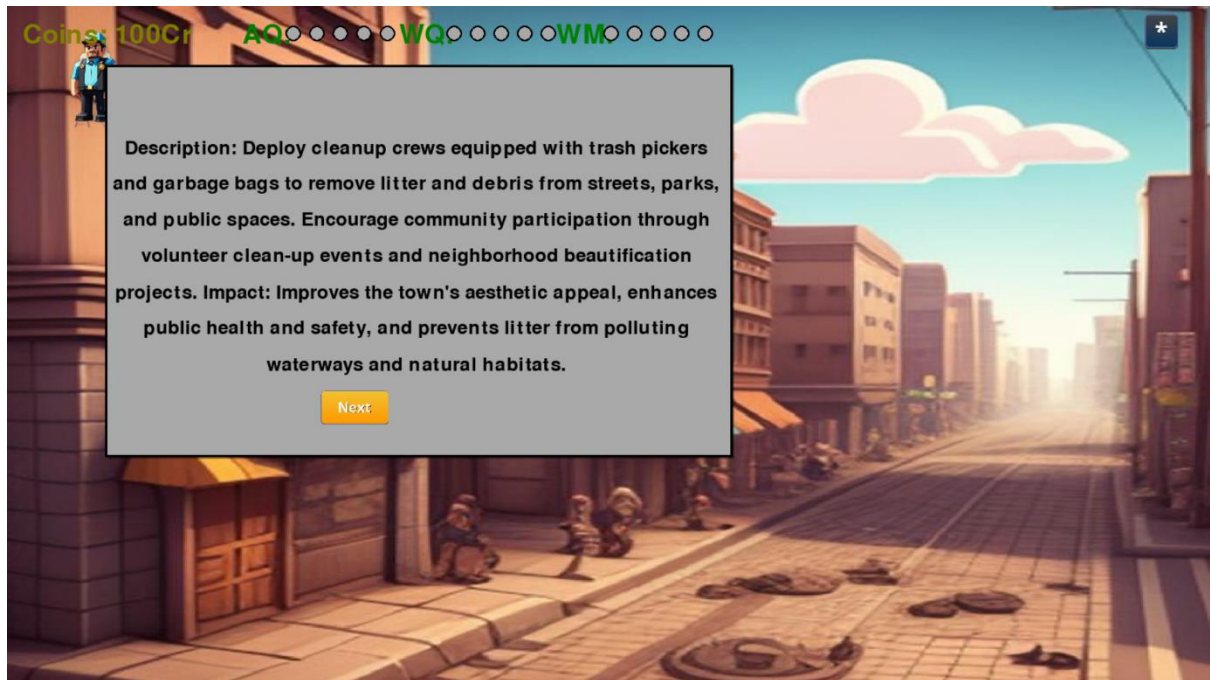 Coins: 100Cr AQ: WQ: WM: *
Description: Deploy cleanup crews equipped with trash pickers
and garbage bags to remove litter and debris from streets, parks,
and public spaces. Encourage community participation through
volunteer clean-up events and neighborhood beautification
projects. Impact: Improves the town's aesthetic appeal, enhances
public health and safety, and prevents litter from polluting
waterways and natural habitats.
Next